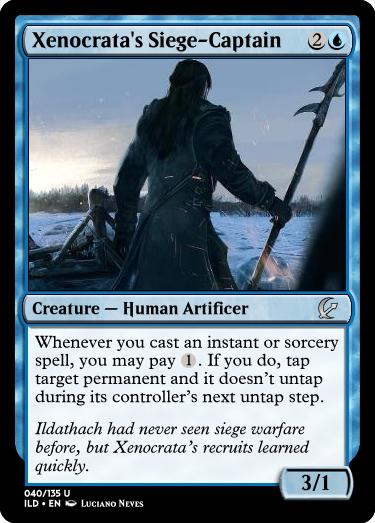 Xenocrata's Siege-Captain 2
Creature — Human Artificer
Whenever you cast an instant or sorcery
spell, you may pay 1. If you do, tap
target permanent and it doesn't untap
during its controller's next untap step.
Ildathach had never seen siege warfare
before, but Xenocrata's recruits learned
quickly.
3/1
040/135 U
ILD • EN Luciano Neves